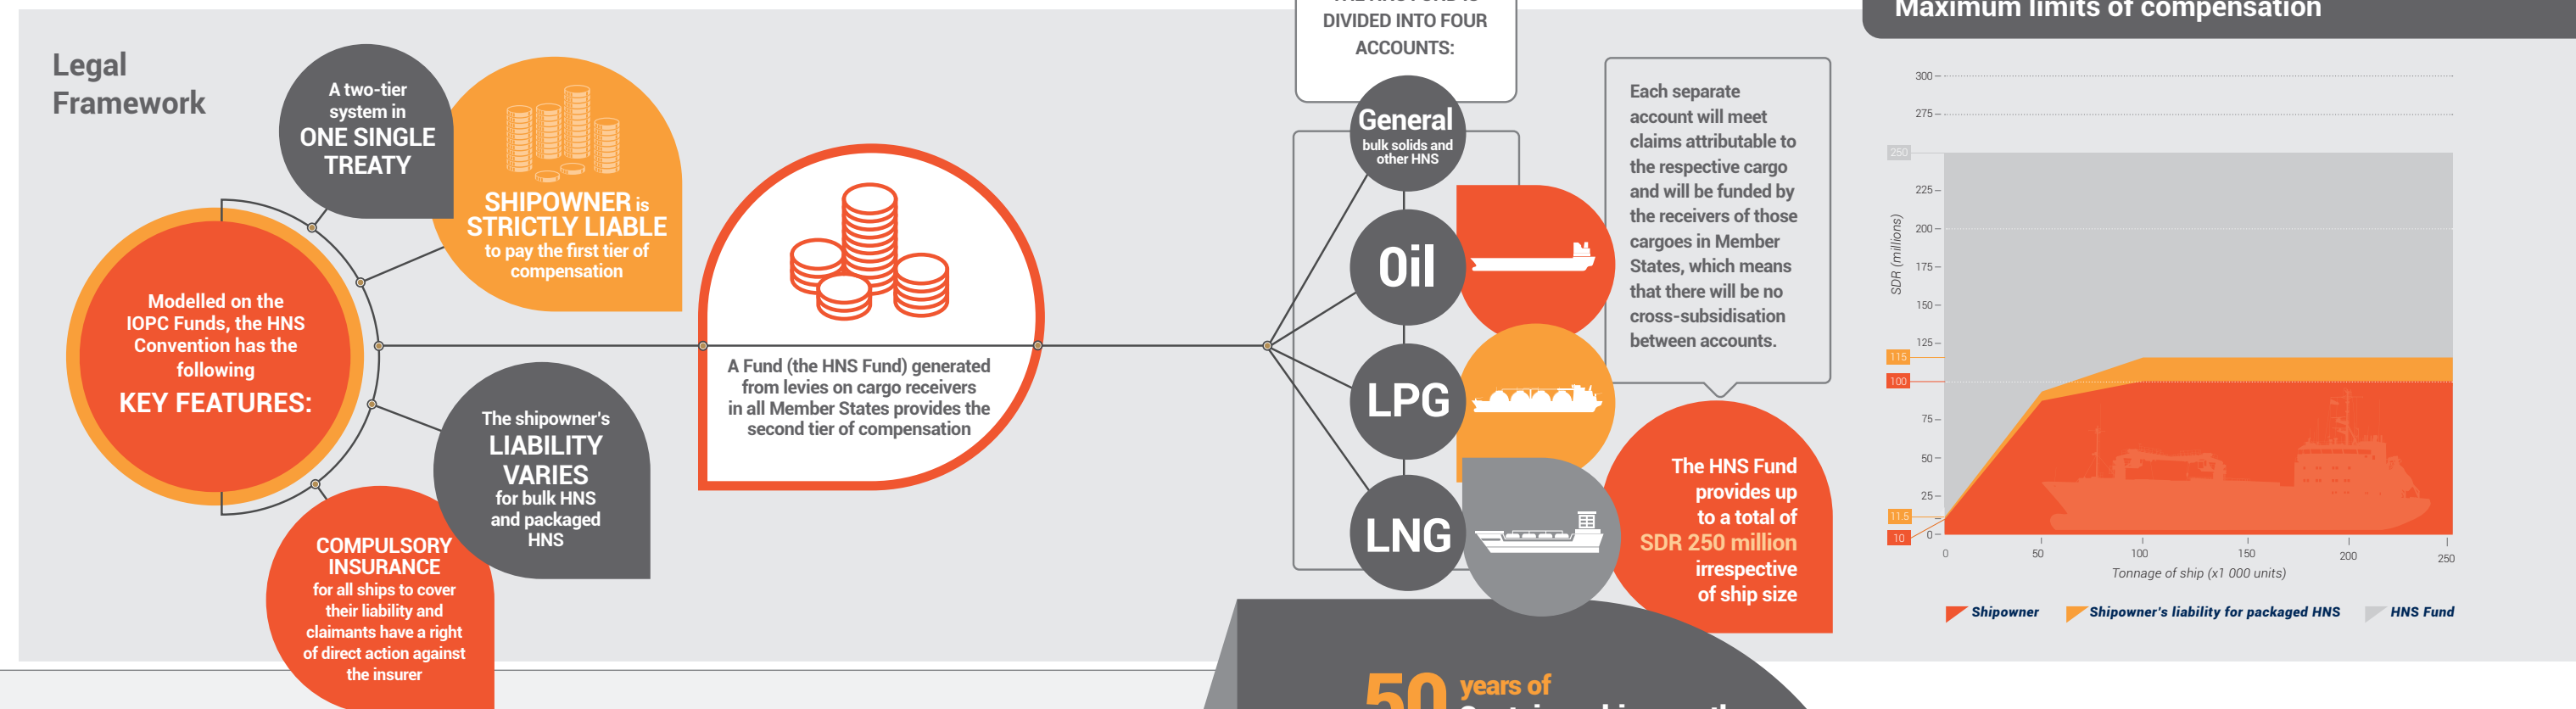 Legal
Framework
A two-tier
system in
ONE SINGLE
TREATY
SHIPOWNER is
STRICTLY LIABLE
to pay the first tier of
compensation
Modelled on the
IOPC Funds, the HNS
Convention has the
following
KEY FEATURES:
A Fund (the HNS Fund) generated
from levies on cargo receivers
in all Member States provides the
second tier of compensation
The shipowner's
LIABILITY
VARIES
for bulk HNS
and packaged
HNS
COMPULSORY
INSURANCE
for all ships to cover
their liability and
claimants have a right
of direct action against
the insurer
DIVIDED INTO FOUR
ACCOUNTS:
General
bulk solids and
other HNS
Oil
LPG
LNG
Each separate
account will meet
claims attributable to
the respective cargo
and will be funded by
the receivers of those
cargoes in Member
States, which means
that there will be no
cross-subsidisation
between accounts.
The HNS Fund
provides up
to a total of
SDR 250 million
irrespective
of ship size
50 years of
Maximum limits of compensation
SDR (millions)
300
275
250
225
200
175
150
125
115
100
75
50
25
11.5
10
0
0 50 100 150 200 250
Tonnage of ship (x1 000 units)
Shipowner Shipowner's liability for packaged HNS HNS Fund